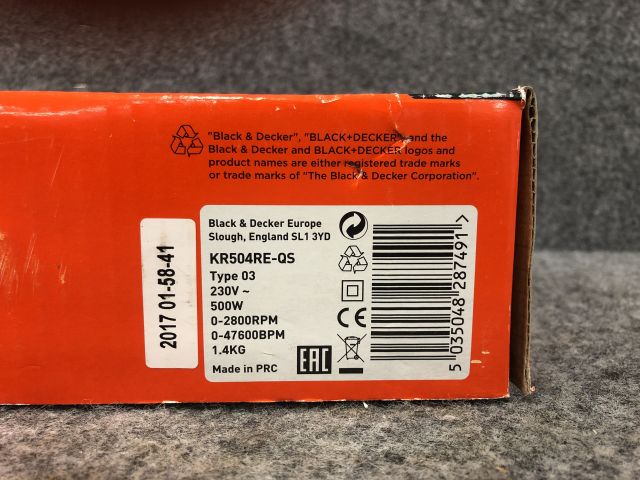 "Black & Decker", "BLACK+DECKER" and the
Black & Decker and BLACK+DECKER logos and
product names are either registered trade marks
or trade marks of "The Black & Decker Corporation".
2017 01-58-41
Black & Decker Europe
Slough, England SL1 3YD
KR504RE-QS
Type 03
230V ~
500W
0-2800RPM
0-47600BPM
1.4KG
Made in PRC
CE
EAC
5 035048 287491 >